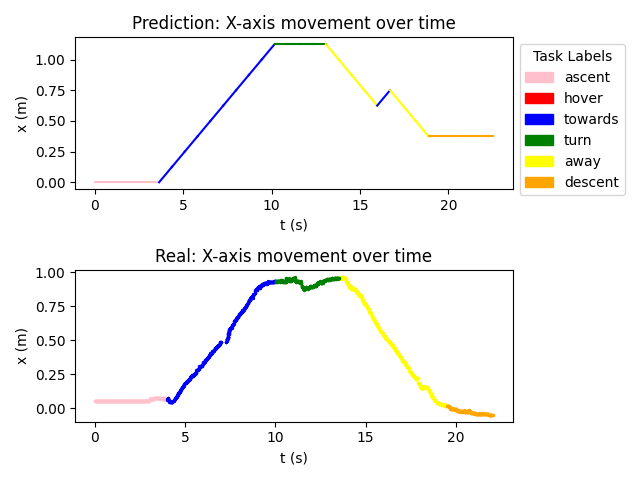 Prediction: X-axis movement over time
1.00
0.75
0.50
0.25
0.00
x (m)
0 5 10 15 20
t (s)
Task Labels
ascent
hover
towards
turn
away
descent
Real: X-axis movement over time
1.00
0.75
0.50
0.25
0.00
x (m)
0 5 10 15 20
t (s)